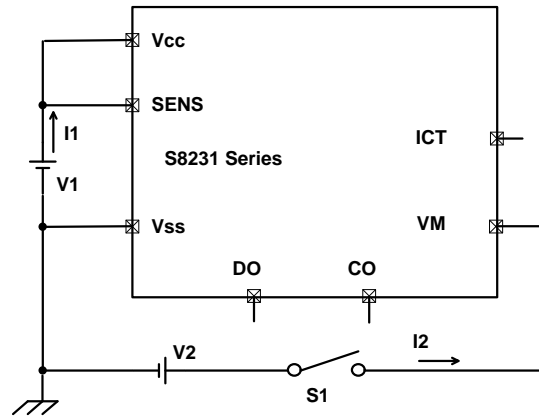 Vcc
SENS
I1
ICT
S8231 Series
V1
Vss
VM
DO
CO
V2
I2
S1